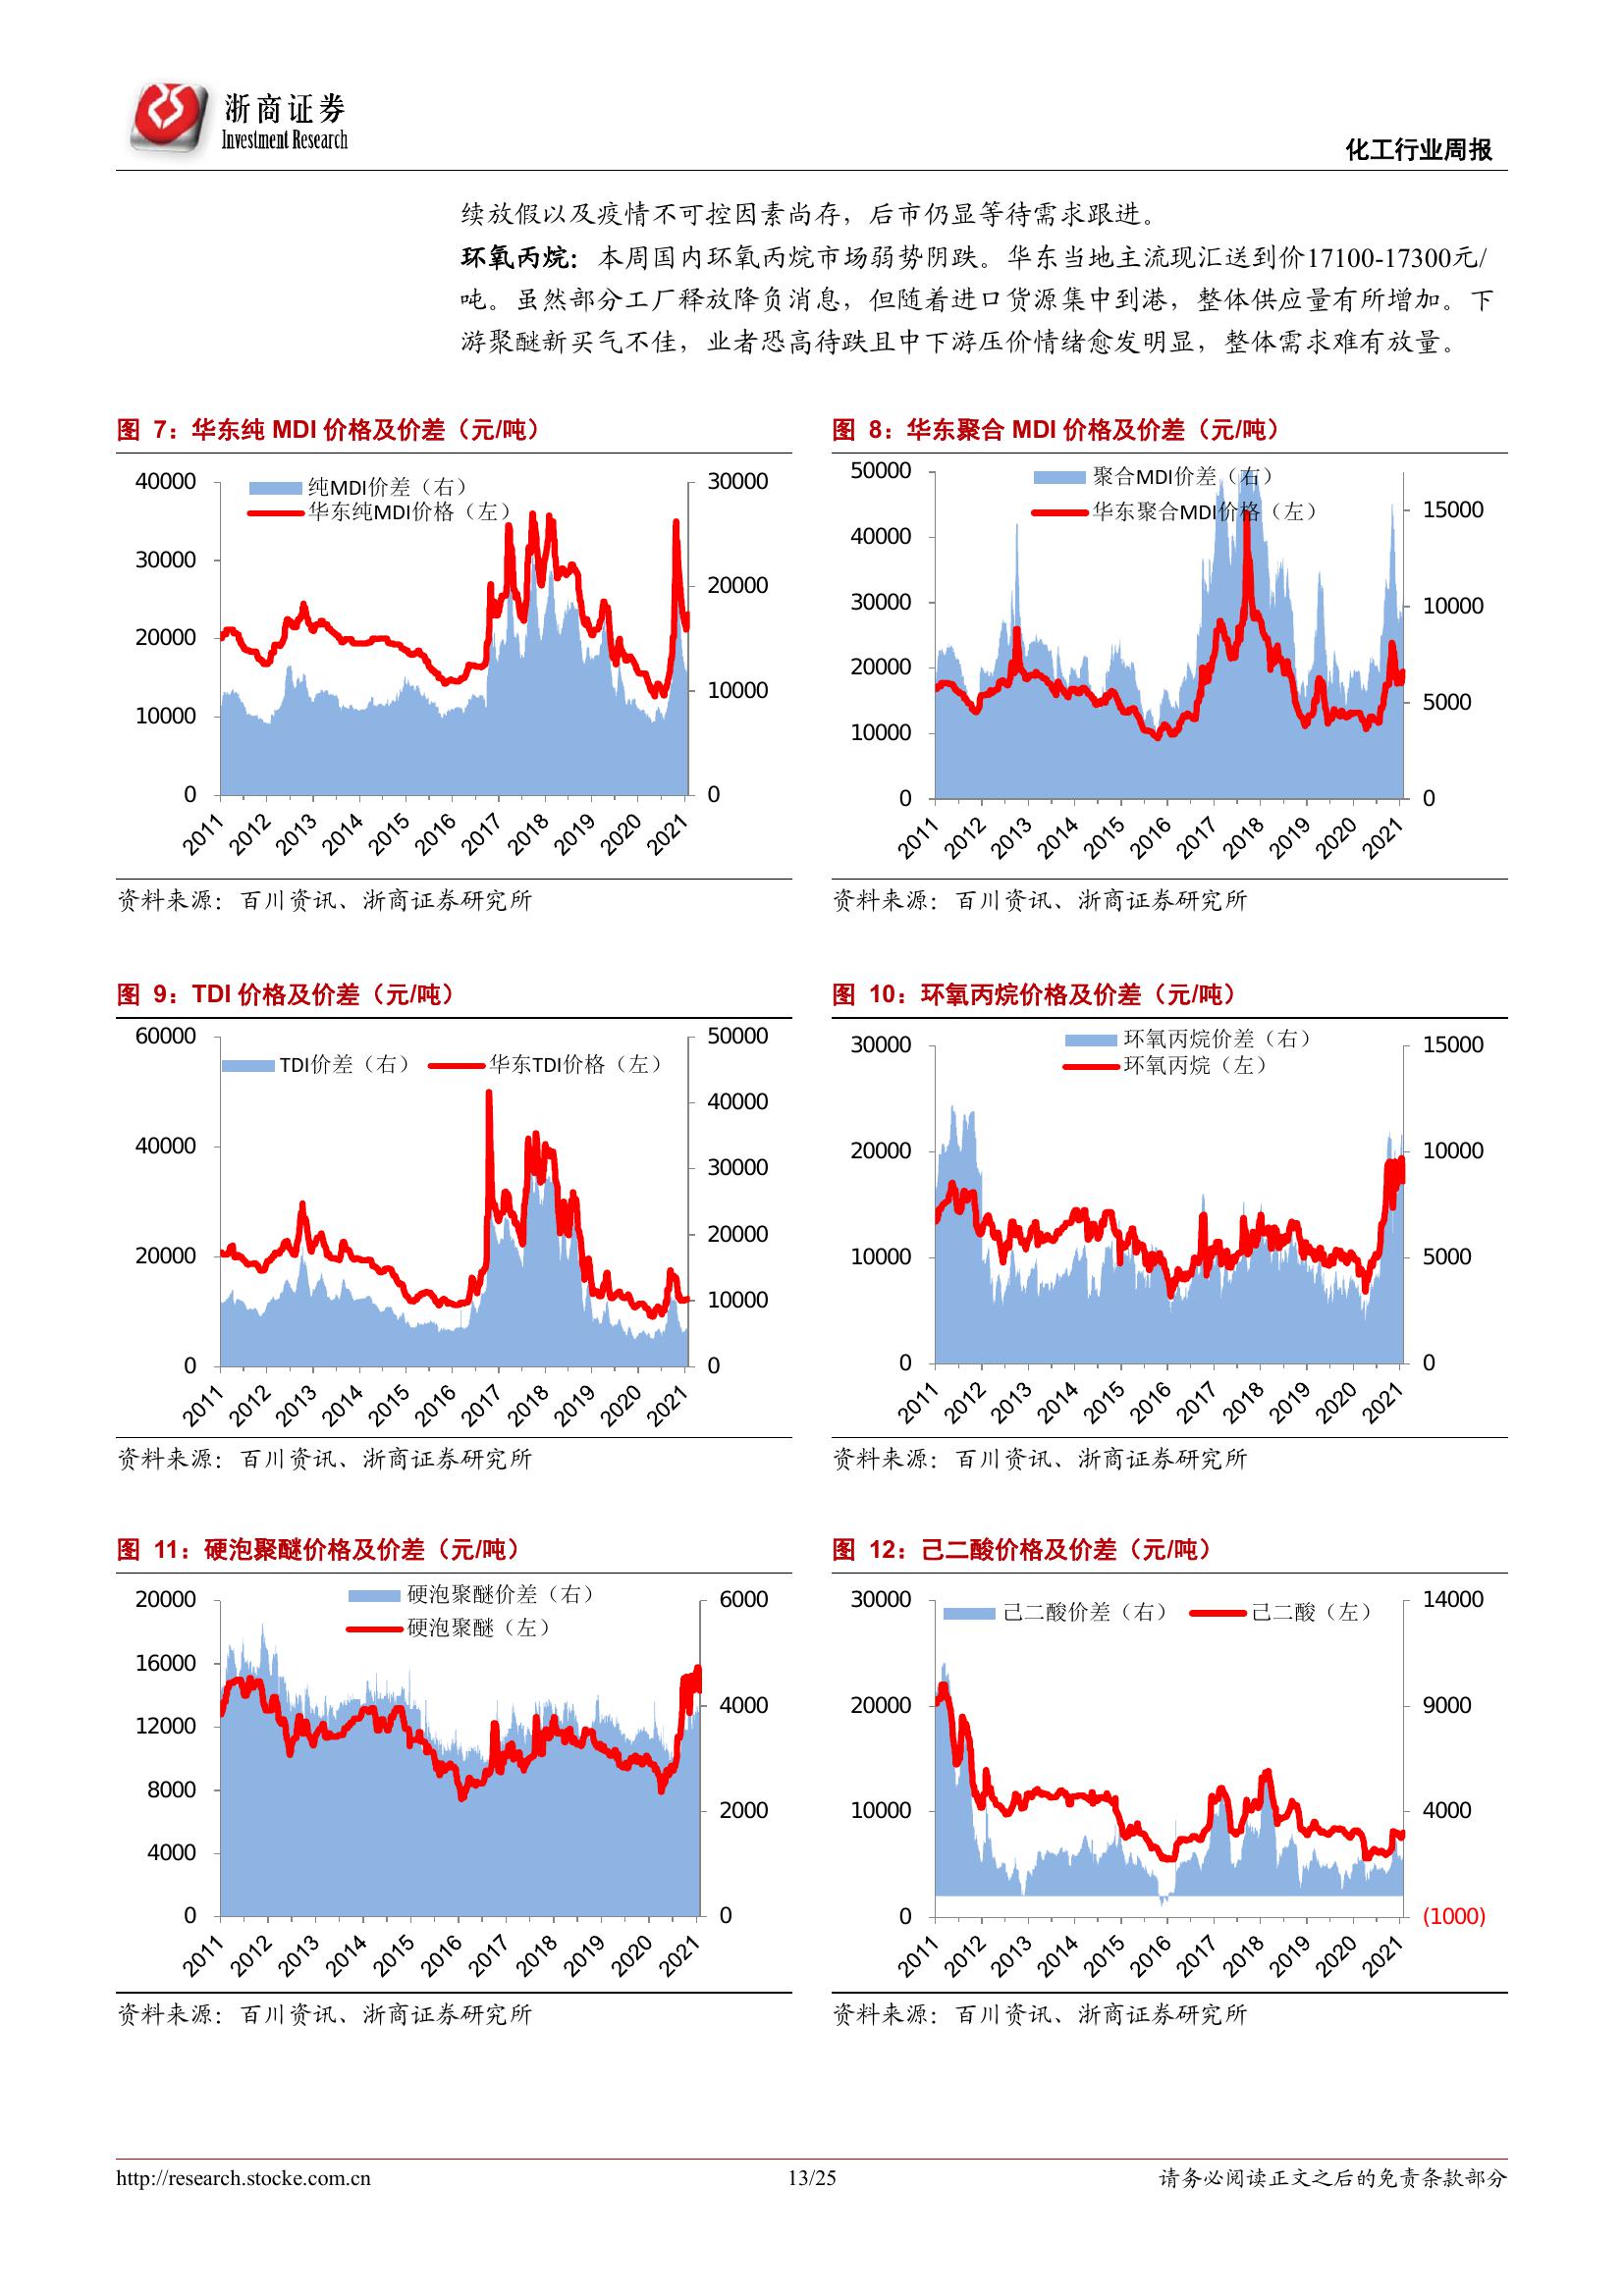 浙商证券
Investment Research
化工行业周报
续放假以及疫情不可控因素尚存，后市仍显等待需求跟进。
环氧丙烷：本周国内环氧丙烷市场弱势阴跌。华东当地主流现汇送到价17100-17300元/
吨。虽然部分工厂释放降负消息，但随着进口货源集中到港，整体供应量有所增加。下
游聚醚新买气不佳，业者恐高待跌且中下游压价情绪愈发明显，整体需求难有放量。
图 7：华东纯 MDI 价格及价差（元/吨）
纯MDI价差（右）
华东纯MDI价格（左）
40000
30000
20000
10000
0
30000
20000
10000
0
2011 2012 2013 2014 2015 2016 2017 2018 2019 2020 2021
资料来源：百川资讯、浙商证券研究所
图 8：华东聚合 MDI 价格及价差（元/吨）
聚合MDI价差（右）
华东聚合MDI价格（左）
50000
40000
30000
20000
10000
0
15000
10000
5000
0
2011 2012 2013 2014 2015 2016 2017 2018 2019 2020 2021
资料来源：百川资讯、浙商证券研究所
图 9：TDI 价格及价差（元/吨）
TDI价差（右） 华东TDI价格（左）
60000
40000
20000
0
50000
40000
30000
20000
10000
0
2011 2012 2013 2014 2015 2016 2017 2018 2019 2020 2021
资料来源：百川资讯、浙商证券研究所
图 10：环氧丙烷价格及价差（元/吨）
环氧丙烷价差（右）
环氧丙烷（左）
30000
20000
10000
0
15000
10000
5000
0
2011 2012 2013 2014 2015 2016 2017 2018 2019 2020 2021
资料来源：百川资讯、浙商证券研究所
图 11：硬泡聚醚价格及价差（元/吨）
硬泡聚醚价差（右）
硬泡聚醚（左）
20000
16000
12000
8000
4000
0
6000
4000
2000
0
2011 2012 2013 2014 2015 2016 2017 2018 2019 2020 2021
资料来源：百川资讯、浙商证券研究所
图 12：己二酸价格及价差（元/吨）
己二酸价差（右） 己二酸（左）
30000
20000
10000
0
14000
9000
4000
(1000)
2011 2012 2013 2014 2015 2016 2017 2018 2019 2020 2021
资料来源：百川资讯、浙商证券研究所
http://research.stocke.com.cn 13/25 请务必阅读正文之后的免责条款部分